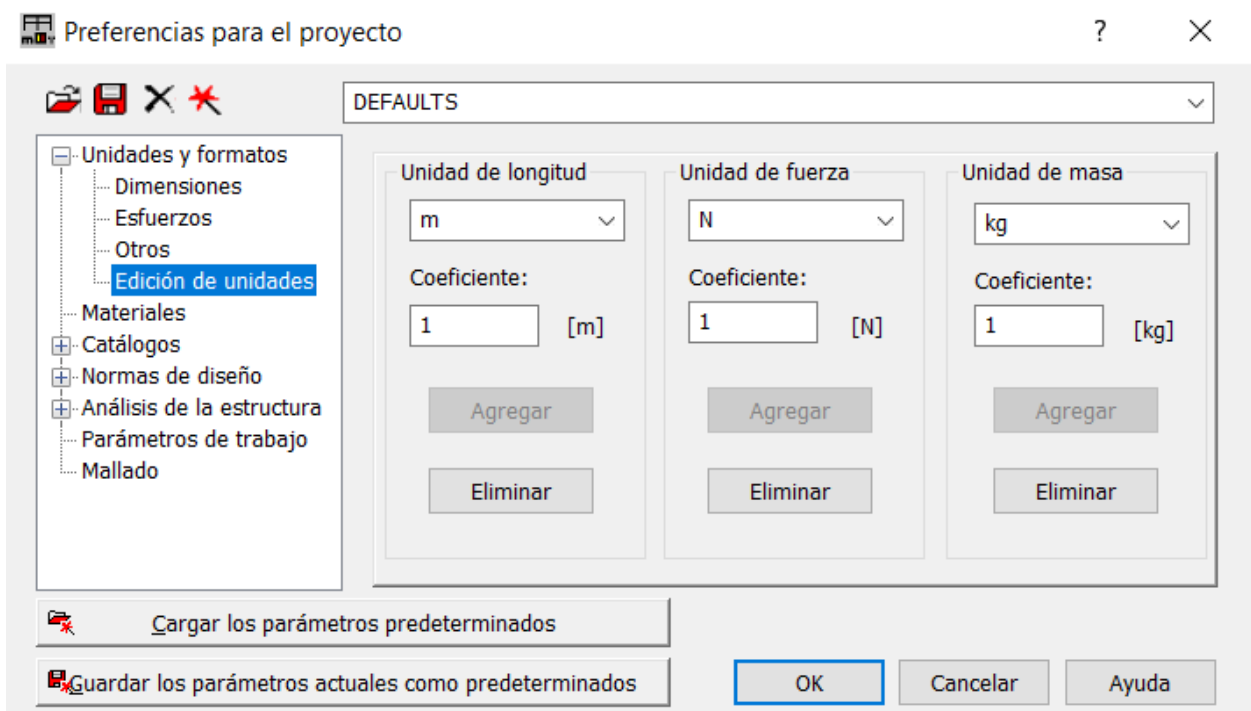 Preferencias para el proyecto
?
DEFAULTS
Unidades y formatos
Dimensiones
Esfuerzos
Otros
Edición de unidades
Materiales
Catálogos
Normas de diseño
Análisis de la estructura
Parámetros de trabajo
Mallado
Unidad de longitud
m
Coeficiente:
1 [m]
Agregar
Eliminar
Unidad de fuerza
N
Coeficiente:
1 [N]
Agregar
Eliminar
Unidad de masa
kg
Coeficiente:
1 [kg]
Agregar
Eliminar
Cargar los parámetros predeterminados
Guardar los parámetros actuales como predeterminados
OK
Cancelar
Ayuda